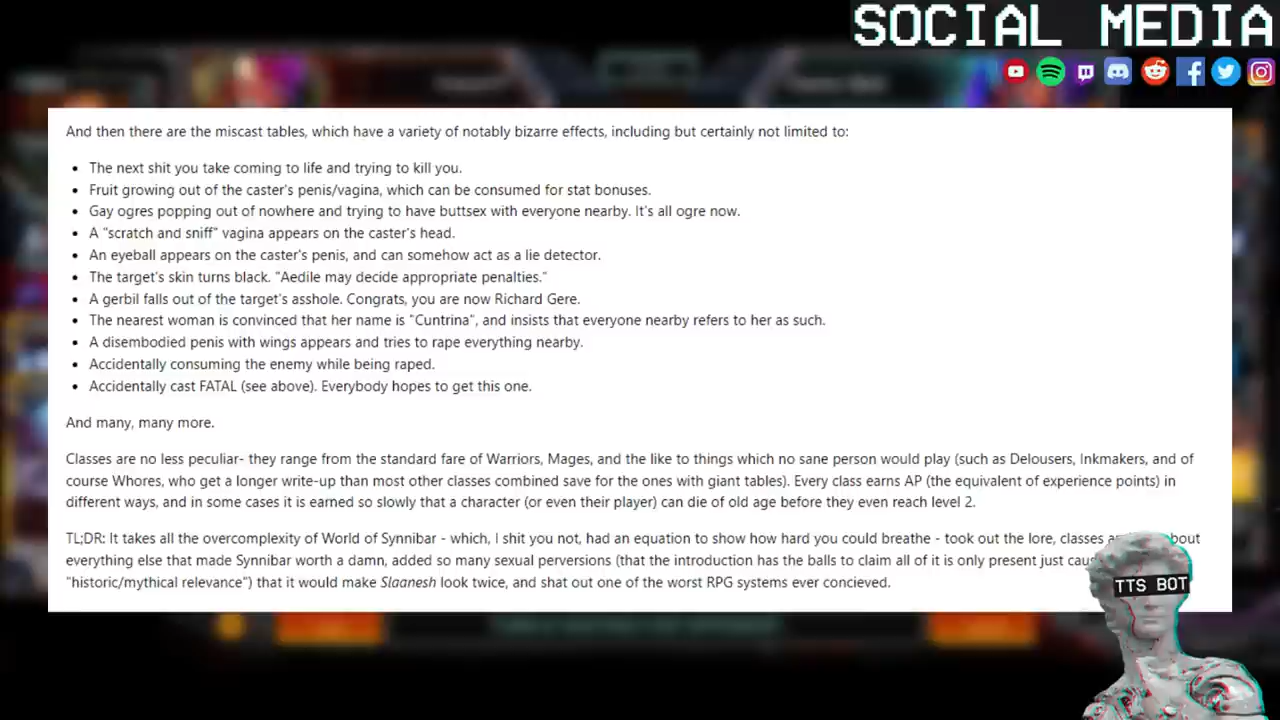 SOCIAL MEDIA
And then there are the miscast tables, which have a variety of notably bizarre effects, including but certainly not limited to:
• The next shit you take coming to life and trying to kill you.
• Fruit growing out of the caster's penis/vagina, which can be consumed for stat bonuses.
• Gay ogres popping out of nowhere and trying to have buttsex with everyone nearby. It's all ogre now.
• A "scratch and sniff" vagina appears on the caster's head.
• An eyeball appears on the caster's penis, and can somehow act as a lie detector.
• The target's skin turns black. "Aedile may decide appropriate penalties."
• A gerbil falls out of the target's asshole. Congrats, you are now Richard Gere.
• The nearest woman is convinced that her name is "Cuntrina", and insists that everyone nearby refers to her as such.
• A disembodied penis with wings appears and tries to rape everything nearby.
• Accidentally consuming the enemy while being raped.
• Accidentally cast FATAL (see above). Everybody hopes to get this one.
And many, many more.
Classes are no less peculiar- they range from the standard fare of Warriors, Mages, and the like to things which no sane person would play (such as Delousers, Inkmakers, and of
course Whores, who get a longer write-up than most other classes combined save for the ones with giant tables). Every class earns AP (the equivalent of experience points) in
different ways, and in some cases it is earned so slowly that a character (or even their player) can die of old age before they even reach level 2.
TL;DR: It takes all the overcomplexity of World of Synnibar - which, I shit you not, had an equation to show how hard you could breathe - took out the lore, classes
everything else that made Synnibar worth a damn, added so many sexual perversions (that the introduction has the balls to claim all of it is only present just
"historic/mythical relevance") that it would make Slaanesh look twice, and shat out one of the worst RPG systems ever concieved.
TTS BOT